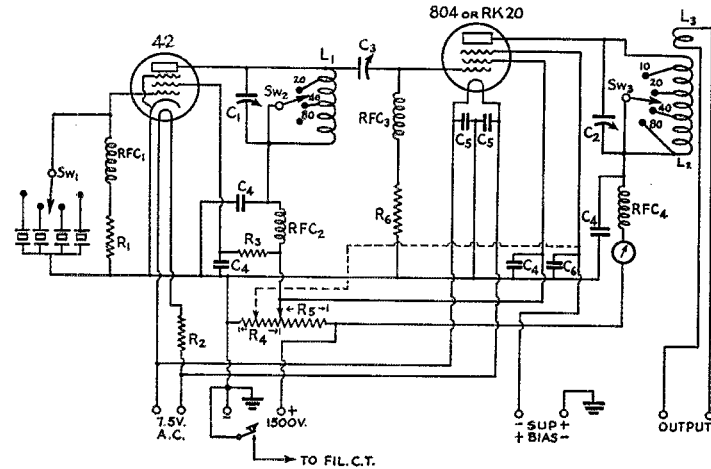 42
804 OR RK20
L1
C3
L3
C1
Sw2
20
40
80
RFC3
C5
C5
Sw3
10
20
40
80
C2
L2
RFC1
Sw1
R1
C4
RFC2
R6
C4
RFC4
R3
C4
C4
C6
R5
R4
R2
7.5V.
A.C.
-
+
1500V.
- SUP +
+ BIAS -
OUTPUT
TO FIL. C.T.